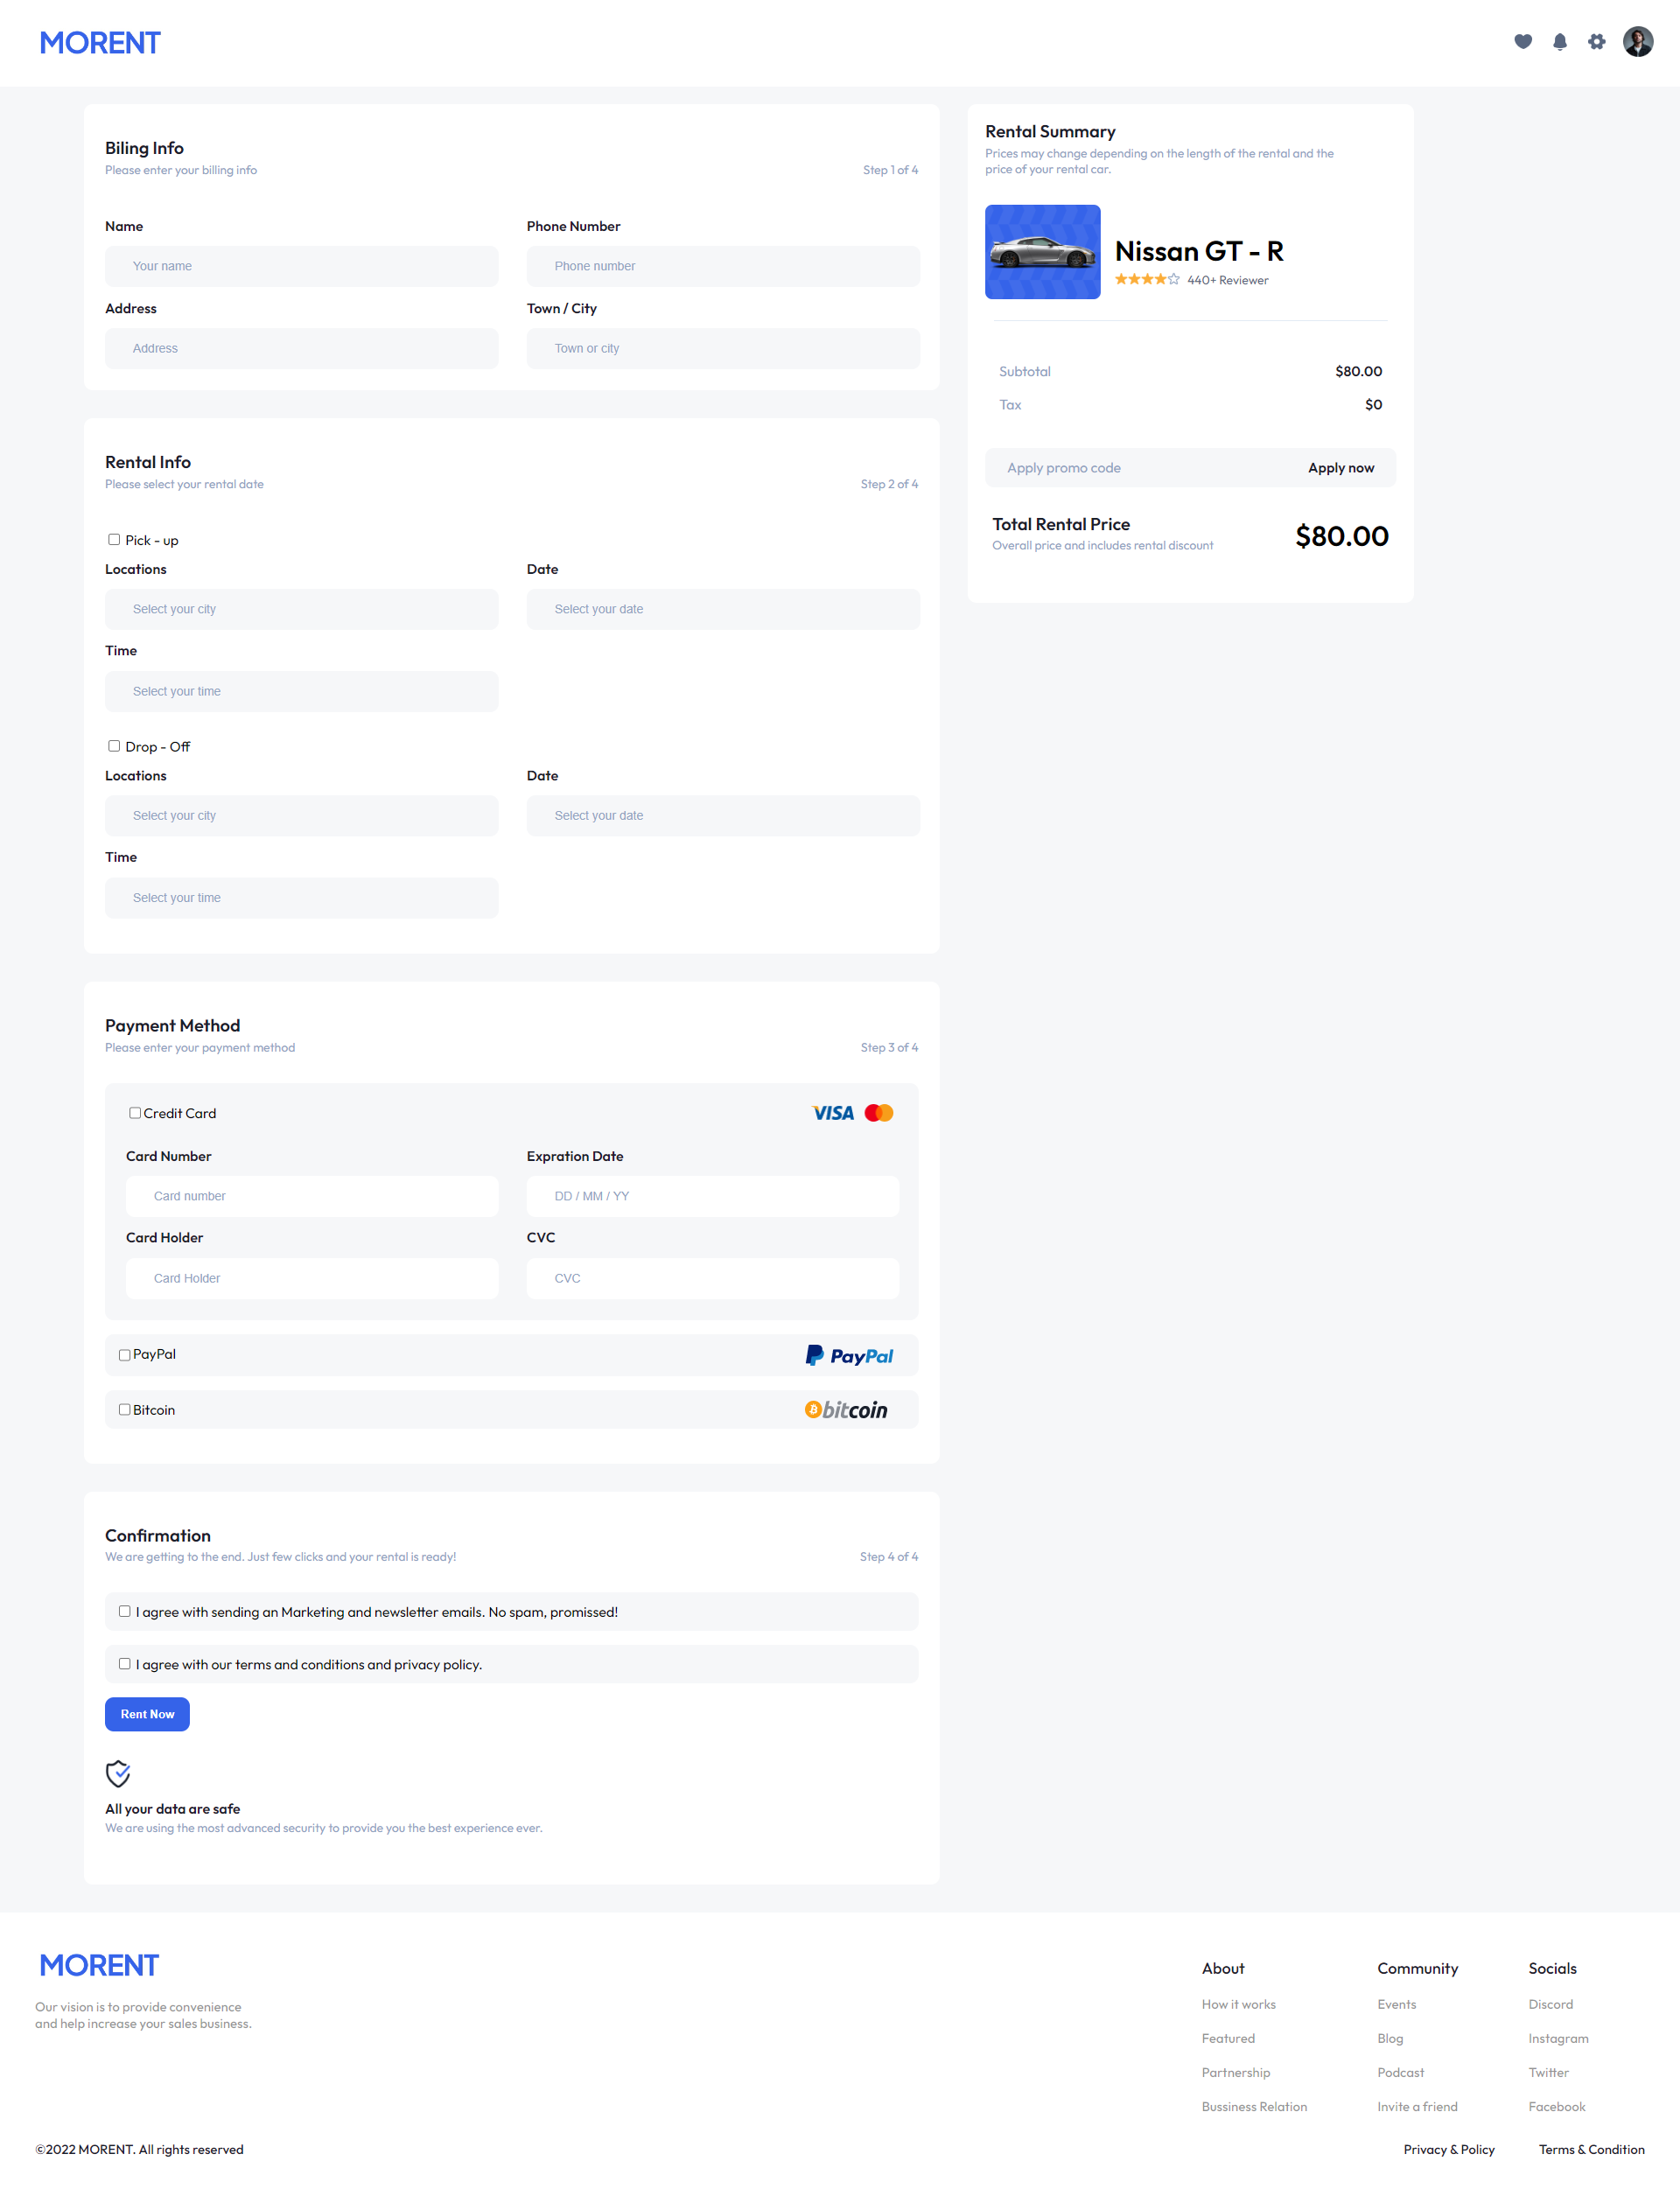 MORENT
Biling Info
Please enter your billing info
Step 1 of 4
Name
Phone Number
Your name
Phone number
Address
Town / City
Address
Town or city
Rental Info
Please select your rental date
Step 2 of 4
Pick - up
Locations
Date
Select your city
Select your date
Time
Select your time
Drop - Off
Locations
Date
Select your city
Select your date
Time
Select your time
Payment Method
Please enter your payment method
Step 3 of 4
Credit Card
VISA
Card Number
Expration Date
Card number
DD / MM / YY
Card Holder
CVC
Card Holder
CVC
PayPal
PayPal
Bitcoin
bitcoin
Confirmation
We are getting to the end. Just few clicks and your rental is ready!
Step 4 of 4
I agree with sending an Marketing and newsletter emails. No spam, promissed!
I agree with our terms and conditions and privacy policy.
Rent Now
All your data are safe
We are using the most advanced security to provide you the best experience ever.
Rental Summary
Prices may change depending on the length of the rental and the
price of your rental car.
Nissan GT - R
440+ Reviewer
Subtotal
$80.00
Tax
$0
Apply promo code
Apply now
Total Rental Price
Overall price and includes rental discount
$80.00
MORENT
Our vision is to provide convenience
and help increase your sales business.
About
How it works
Featured
Partnership
Bussiness Relation
Community
Events
Blog
Podcast
Invite a friend
Socials
Discord
Instagram
Twitter
Facebook
©2022 MORENT. All rights reserved
Privacy & Policy
Terms & Condition